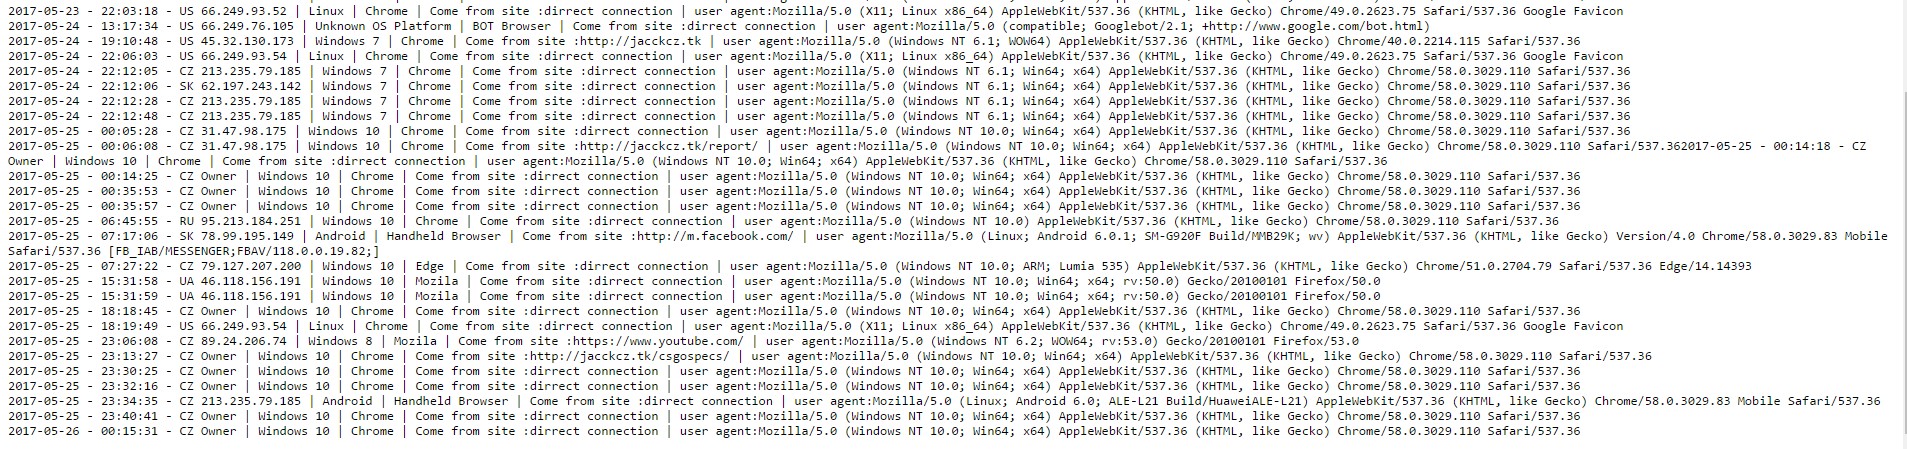 2017-05-23 - 22:03:18 - US 66.249.93.52 | Linux | Chrome | Come from site :dirrect connection | user agent:Mozilla/5.0 (X11; Linux x86_64) AppleWebKit/537.36 (KHTML, like Gecko) Chrome/49.0.2623.75 Safari/537.36 Google Favicon
2017-05-24 - 13:17:34 - US 66.249.76.105 | Unknown OS Platform | BOT Browser | Come from site :dirrect connection | user agent:Mozilla/5.0 (compatible; Googlebot/2.1; +http://www.google.com/bot.html)
2017-05-24 - 19:10:48 - US 45.32.130.173 | Windows 7 | Chrome | Come from site :http://jacckcz.tk | user agent:Mozilla/5.0 (Windows NT 6.1; WOW64) AppleWebKit/537.36 (KHTML, like Gecko) Chrome/40.0.2214.115 Safari/537.36
2017-05-24 - 22:06:03 - US 66.249.93.54 | Linux | Chrome | Come from site :dirrect connection | user agent:Mozilla/5.0 (X11; Linux x86_64) AppleWebKit/537.36 (KHTML, like Gecko) Chrome/49.0.2623.75 Safari/537.36 Google Favicon
2017-05-24 - 22:12:05 - CZ 213.235.79.185 | Windows 7 | Chrome | Come from site :dirrect connection | user agent:Mozilla/5.0 (Windows NT 6.1; Win64; x64) AppleWebKit/537.36 (KHTML, like Gecko) Chrome/58.0.3029.110 Safari/537.36
2017-05-24 - 22:12:06 - SK 62.197.243.142 | Windows 7 | Chrome | Come from site :dirrect connection | user agent:Mozilla/5.0 (Windows NT 6.1; Win64; x64) AppleWebKit/537.36 (KHTML, like Gecko) Chrome/58.0.3029.110 Safari/537.36
2017-05-24 - 22:12:28 - CZ 213.235.79.185 | Windows 7 | Chrome | Come from site :dirrect connection | user agent:Mozilla/5.0 (Windows NT 6.1; Win64; x64) AppleWebKit/537.36 (KHTML, like Gecko) Chrome/58.0.3029.110 Safari/537.36
2017-05-24 - 22:12:48 - CZ 213.235.79.185 | Windows 7 | Chrome | Come from site :dirrect connection | user agent:Mozilla/5.0 (Windows NT 6.1; Win64; x64) AppleWebKit/537.36 (KHTML, like Gecko) Chrome/58.0.3029.110 Safari/537.36
2017-05-25 - 00:05:28 - CZ 31.47.98.175 | Windows 10 | Chrome | Come from site :dirrect connection | user agent:Mozilla/5.0 (Windows NT 10.0; Win64; x64) AppleWebKit/537.36 (KHTML, like Gecko) Chrome/58.0.3029.110 Safari/537.36
2017-05-25 - 00:06:08 - CZ 31.47.98.175 | Windows 10 | Chrome | Come from site :http://jacckcz.tk/report/ | user agent:Mozilla/5.0 (Windows NT 10.0; Win64; x64) AppleWebKit/537.36 (KHTML, like Gecko) Chrome/58.0.3029.110 Safari/537.362017-05-25 - 00:14:18 - CZ
Owner | Windows 10 | Chrome | Come from site :dirrect connection | user agent:Mozilla/5.0 (Windows NT 10.0; Win64; x64) AppleWebKit/537.36 (KHTML, like Gecko) Chrome/58.0.3029.110 Safari/537.36
2017-05-25 - 00:14:25 - CZ Owner | Windows 10 | Chrome | Come from site :dirrect connection | user agent:Mozilla/5.0 (Windows NT 10.0; Win64; x64) AppleWebKit/537.36 (KHTML, like Gecko) Chrome/58.0.3029.110 Safari/537.36
2017-05-25 - 00:35:53 - CZ Owner | Windows 10 | Chrome | Come from site :dirrect connection | user agent:Mozilla/5.0 (Windows NT 10.0; Win64; x64) AppleWebKit/537.36 (KHTML, like Gecko) Chrome/58.0.3029.110 Safari/537.36
2017-05-25 - 00:35:57 - CZ Owner | Windows 10 | Chrome | Come from site :dirrect connection | user agent:Mozilla/5.0 (Windows NT 10.0; Win64; x64) AppleWebKit/537.36 (KHTML, like Gecko) Chrome/58.0.3029.110 Safari/537.36
2017-05-25 - 06:45:55 - RU 95.213.184.251 | Windows 10 | Chrome | Come from site :dirrect connection | user agent:Mozilla/5.0 (Windows NT 10.0) AppleWebKit/537.36 (KHTML, like Gecko) Chrome/58.0.3029.110 Safari/537.36
2017-05-25 - 07:17:06 - SK 78.99.195.149 | Android | Handheld Browser | Come from site :http://m.facebook.com/ | user agent:Mozilla/5.0 (Linux; Android 6.0.1; SM-G920F Build/MMB29K; wv) AppleWebKit/537.36 (KHTML, like Gecko) Version/4.0 Chrome/58.0.3029.83 Mobile
Safari/537.36 [FB_IAB/MESSENGER;FBAV/118.0.0.19.82;]
2017-05-25 - 07:27:22 - CZ 79.127.207.200 | Windows 10 | Edge | Come from site :dirrect connection | user agent:Mozilla/5.0 (Windows NT 10.0; ARM; Lumia 535) AppleWebKit/537.36 (KHTML, like Gecko) Chrome/51.0.2704.79 Safari/537.36 Edge/14.14393
2017-05-25 - 15:31:58 - UA 46.118.156.191 | Windows 10 | Mozila | Come from site :dirrect connection | user agent:Mozilla/5.0 (Windows NT 10.0; Win64; x64; rv:50.0) Gecko/20100101 Firefox/50.0
2017-05-25 - 15:31:59 - UA 46.118.156.191 | Windows 10 | Mozila | Come from site :dirrect connection | user agent:Mozilla/5.0 (Windows NT 10.0; Win64; x64; rv:50.0) Gecko/20100101 Firefox/50.0
2017-05-25 - 18:18:45 - CZ Owner | Windows 10 | Chrome | Come from site :dirrect connection | user agent:Mozilla/5.0 (Windows NT 10.0; Win64; x64) AppleWebKit/537.36 (KHTML, like Gecko) Chrome/58.0.3029.110 Safari/537.36
2017-05-25 - 18:19:49 - US 66.249.93.54 | Linux | Chrome | Come from site :dirrect connection | user agent:Mozilla/5.0 (X11; Linux x86_64) AppleWebKit/537.36 (KHTML, like Gecko) Chrome/49.0.2623.75 Safari/537.36 Google Favicon
2017-05-25 - 23:06:08 - CZ 89.24.206.74 | Windows 8 | Mozila | Come from site :https://www.youtube.com/ | user agent:Mozilla/5.0 (Windows NT 6.2; WOW64; rv:53.0) Gecko/20100101 Firefox/53.0
2017-05-25 - 23:13:27 - CZ Owner | Windows 10 | Chrome | Come from site :http://jacckcz.tk/csgospecs/ | user agent:Mozilla/5.0 (Windows NT 10.0; Win64; x64) AppleWebKit/537.36 (KHTML, like Gecko) Chrome/58.0.3029.110 Safari/537.36
2017-05-25 - 23:30:25 - CZ Owner | Windows 10 | Chrome | Come from site :dirrect connection | user agent:Mozilla/5.0 (Windows NT 10.0; Win64; x64) AppleWebKit/537.36 (KHTML, like Gecko) Chrome/58.0.3029.110 Safari/537.36
2017-05-25 - 23:32:16 - CZ Owner | Windows 10 | Chrome | Come from site :dirrect connection | user agent:Mozilla/5.0 (Windows NT 10.0; Win64; x64) AppleWebKit/537.36 (KHTML, like Gecko) Chrome/58.0.3029.110 Safari/537.36
2017-05-25 - 23:34:35 - CZ 213.235.79.185 | Android | Handheld Browser | Come from site :dirrect connection | user agent:Mozilla/5.0 (Linux; Android 6.0; ALE-L21 Build/HuaweiALE-L21) AppleWebKit/537.36 (KHTML, like Gecko) Chrome/58.0.3029.83 Mobile Safari/537.36
2017-05-25 - 23:40:41 - CZ Owner | Windows 10 | Chrome | Come from site :dirrect connection | user agent:Mozilla/5.0 (Windows NT 10.0; Win64; x64) AppleWebKit/537.36 (KHTML, like Gecko) Chrome/58.0.3029.110 Safari/537.36
2017-05-26 - 00:15:31 - CZ Owner | Windows 10 | Chrome | Come from site :dirrect connection | user agent:Mozilla/5.0 (Windows NT 10.0; Win64; x64) AppleWebKit/537.36 (KHTML, like Gecko) Chrome/58.0.3029.110 Safari/537.36